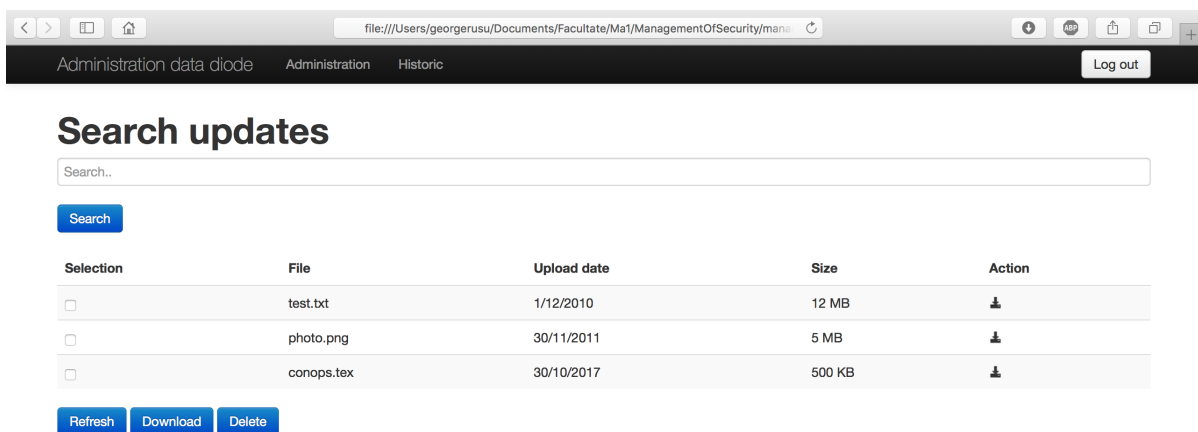 file:///Users/georgerusu/Documents/Facultate/Ma1/ManagementOfSecurity/mana
ABP
Administration data diode Administration Historic Log out
Search updates
Search..
Search
Selection File Upload date Size Action
test.txt 1/12/2010 12 MB
photo.png 30/11/2011 5 MB
conops.tex 30/10/2017 500 KB
Refresh Download Delete